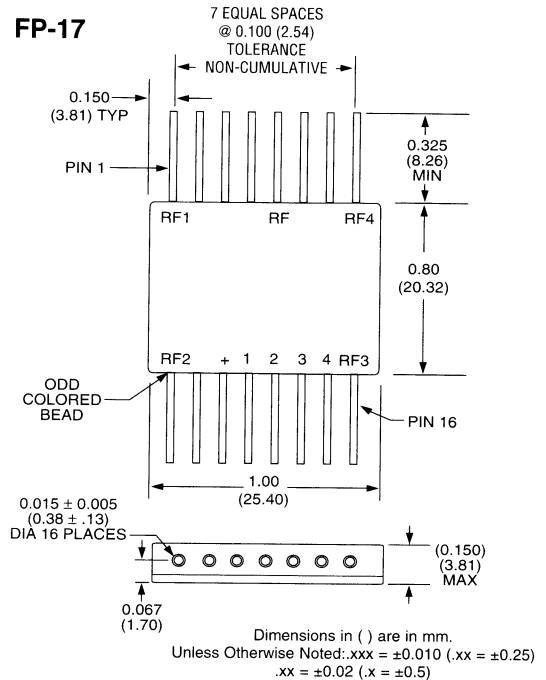 FP-17
7 EQUAL SPACES
@ 0.100 (2.54)
TOLERANCE
NON-CUMULATIVE
0.150
(3.81) TYP
PIN 1
0.325
(8.26)
MIN
RF1 RF RF4
0.80
(20.32)
RF2 + 1 2 3 4 RF3
ODD
COLORED
BEAD
PIN 16
1.00
(25.40)
0.015 ± 0.005
(0.38 ± .13)
DIA 16 PLACES
(0.150)
(3.81)
MAX
0.067
(1.70)
Dimensions in ( ) are in mm.
Unless Otherwise Noted:.xxx = ±0.010 (.xx = ±0.25)
.xx = ±0.02 (.x = ±0.5)